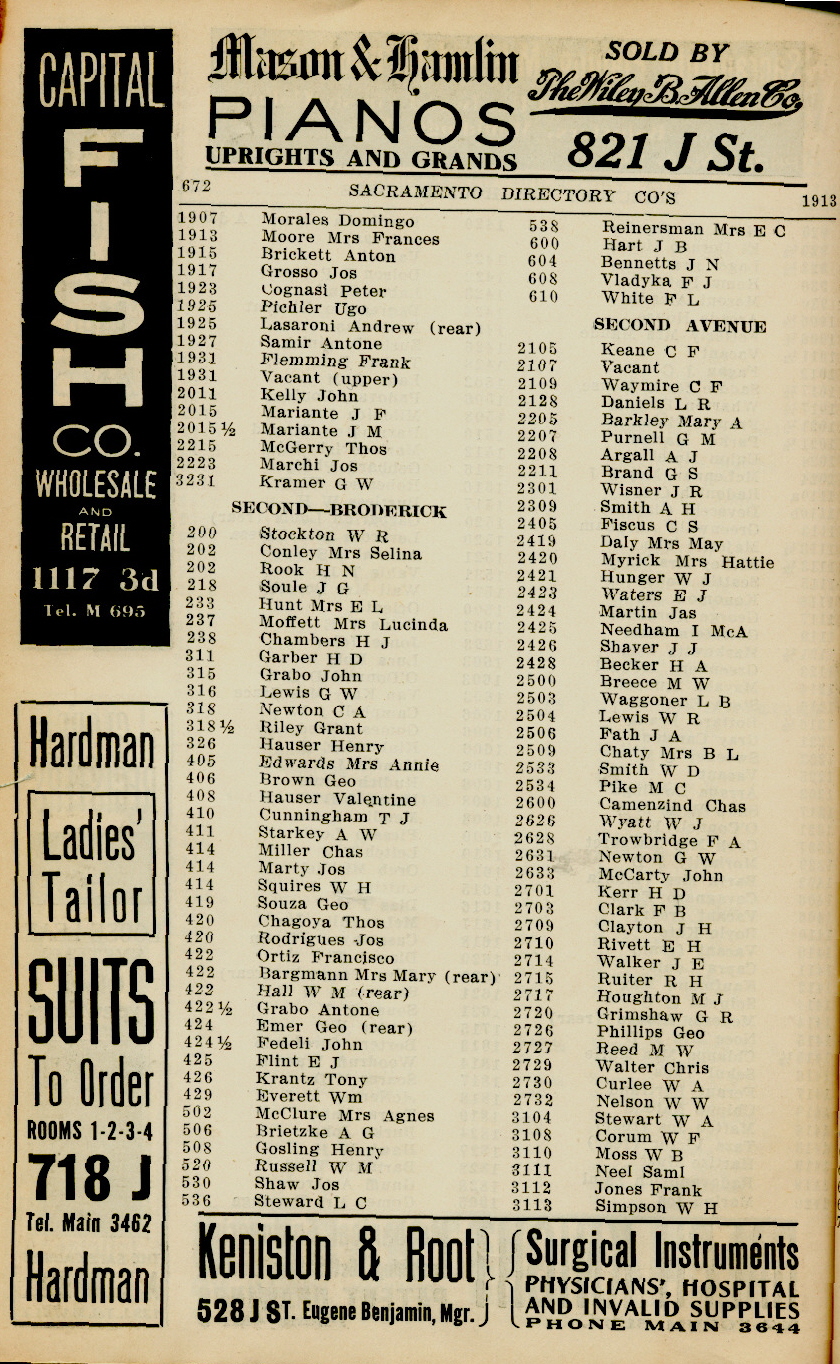 CAPITAL
FISH
CO.
WHOLESALE
AND
RETAIL
1117 3d
Tel. M 695
Hardman
Ladies'
Tailor
SUITS
To Order
ROOMS 1-2-3-4
718 J
Tel. Main 3462
Hardman
Mason & Hamlin
PIANOS
UPRIGHTS AND GRANDS
SOLD BY
The Wiley B. Allen Co.
821 J St.
672 SACRAMENTO DIRECTORY CO'S 1913
1907 Morales Domingo
1913 Moore Mrs Frances
1915 Brickett Anton
1917 Grosso Jos
1923 Cognasi Peter
1925 Pichler Ugo
1925 Lasaroni Andrew (rear)
1927 Samir Antone
1931 Flemming Frank
1931 Vacant (upper)
2011 Kelly John
2015 Mariante J F
2015½ Mariante J M
2215 McGerry Thos
2223 Marchi Jos
3231 Kramer G W
SECOND—BRODERICK
200 Stockton W R
202 Conley Mrs Selina
202 Rook H N
218 Soule J G
233 Hunt Mrs E L
237 Moffett Mrs Lucinda
238 Chambers H J
311 Garber H D
315 Grabo John
316 Lewis G W
318 Newton C A
318½ Riley Grant
326 Hauser Henry
405 Edwards Mrs Annie
406 Brown Geo
408 Hauser Valentine
410 Cunningham T J
411 Starkey A W
414 Miller Chas
414 Marty Jos
414 Squires W H
419 Souza Geo
420 Chagoya Thos
420 Rodrigues Jos
422 Ortiz Francisco
422 Bargmann Mrs Mary (rear)
422 Hall W M (rear)
422½ Grabo Antone
424 Emer Geo (rear)
424½ Fedeli John
425 Flint E J
426 Krantz Tony
429 Everett Wm
502 McClure Mrs Agnes
506 Brietzke A G
508 Gosling Henry
520 Russell W M
530 Shaw Jos
536 Steward L C
538 Reinersman Mrs E C
600 Hart J B
604 Bennetts J N
608 Vladyka F J
610 White F L
SECOND AVENUE
2105 Keane C F
2107 Vacant
2109 Waymire C F
2128 Daniels L R
2205 Barkley Mary A
2207 Purnell G M
2208 Argall A J
2211 Brand G S
2301 Wisner J R
2309 Smith A H
2405 Fiscus C S
2419 Daly Mrs May
2420 Myrick Mrs Hattie
2421 Hunger W J
2423 Waters E J
2424 Martin Jas
2425 Needham I McA
2426 Shaver J J
2428 Becker H A
2500 Breece M W
2503 Waggoner L B
2504 Lewis W R
2506 Fath J A
2509 Chaty Mrs B L
2533 Smith W D
2534 Pike M C
2600 Camenzind Chas
2626 Wyatt W J
2628 Trowbridge F A
2631 Newton G W
2633 McCarty John
2701 Kerr H D
2703 Clark F B
2709 Clayton J H
2710 Rivett E H
2714 Walker J E
2715 Ruiter R H
2717 Houghton M J
2720 Grimshaw G R
2726 Phillips Geo
2727 Reed M W
2729 Walter Chris
2730 Curlee W A
2732 Nelson W W
3104 Stewart W A
3108 Corum W F
3110 Moss W B
3111 Neel Saml
3112 Jones Frank
3113 Simpson W H
Keniston & Root
528 J ST. Eugene Benjamin, Mgr.
Surgical Instruments
PHYSICIANS', HOSPITAL
AND INVALID SUPPLIES
PHONE MAIN 3644